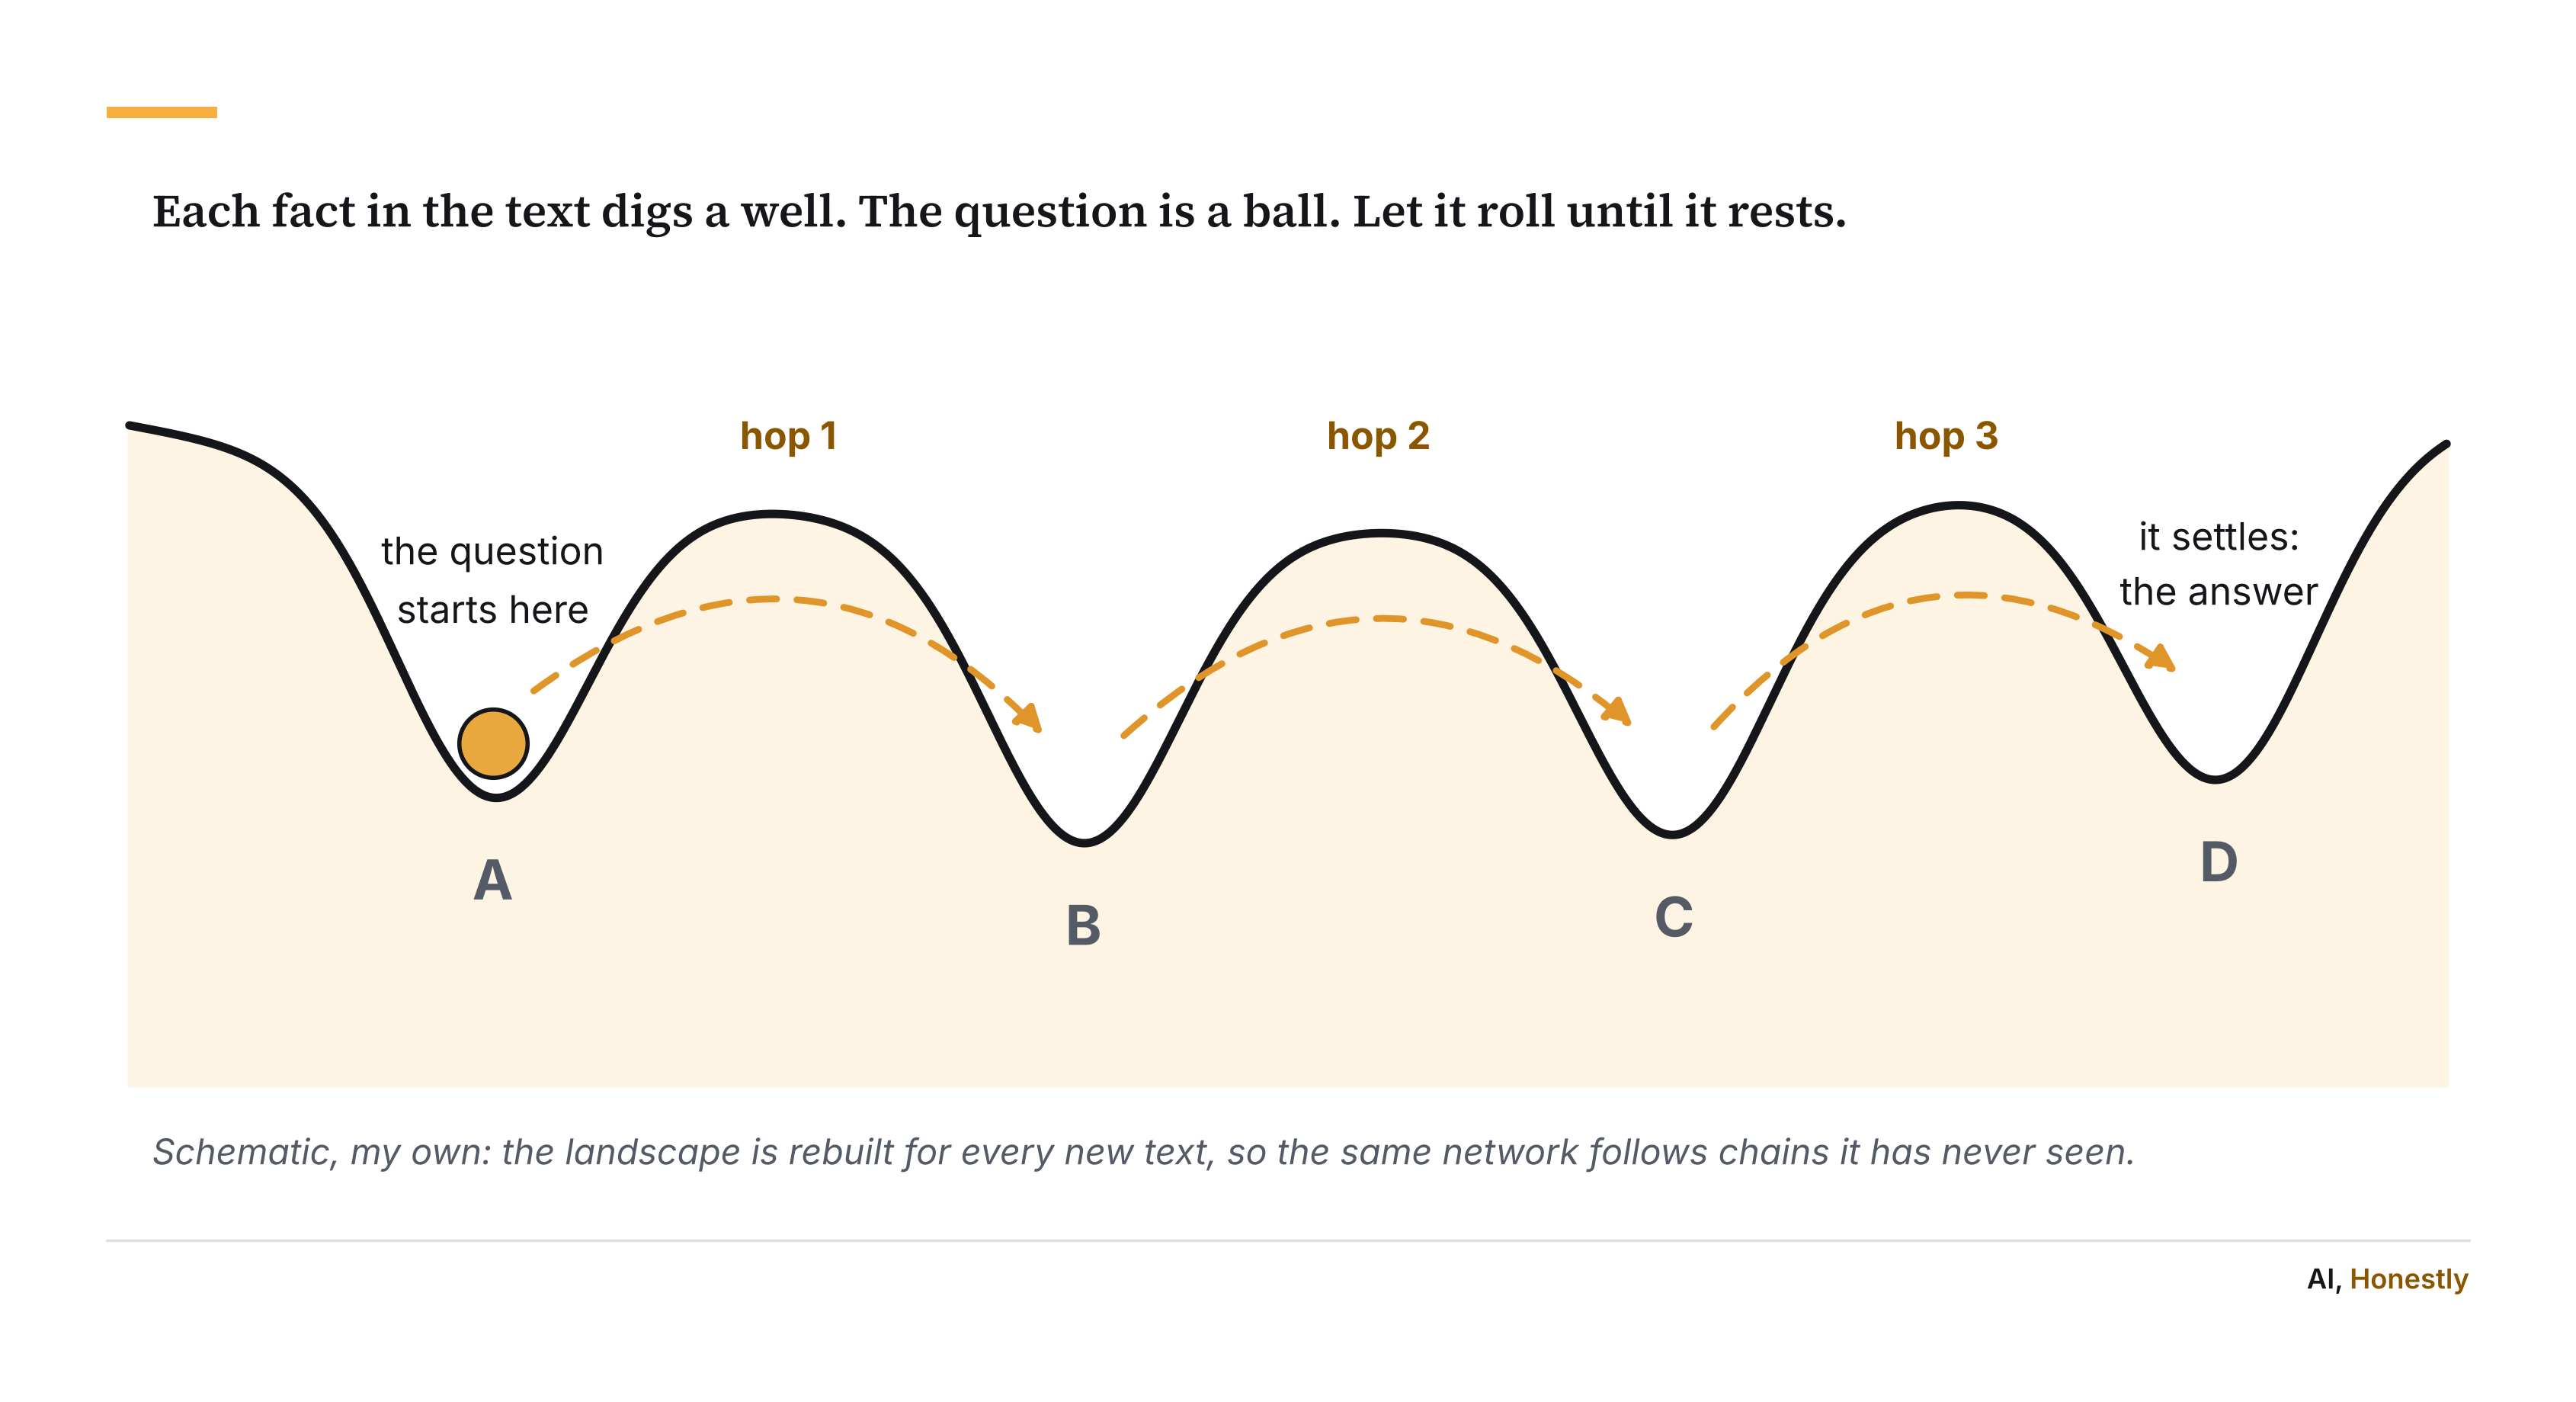 Each fact in the text digs a well. The question is a ball. Let it roll until it rests.
hop 1
hop 2
hop 3
the question
starts here
it settles:
the answer
A
B
C
D
Schematic, my own: the landscape is rebuilt for every new text, so the same network follows chains it has never seen.
AI, Honestly